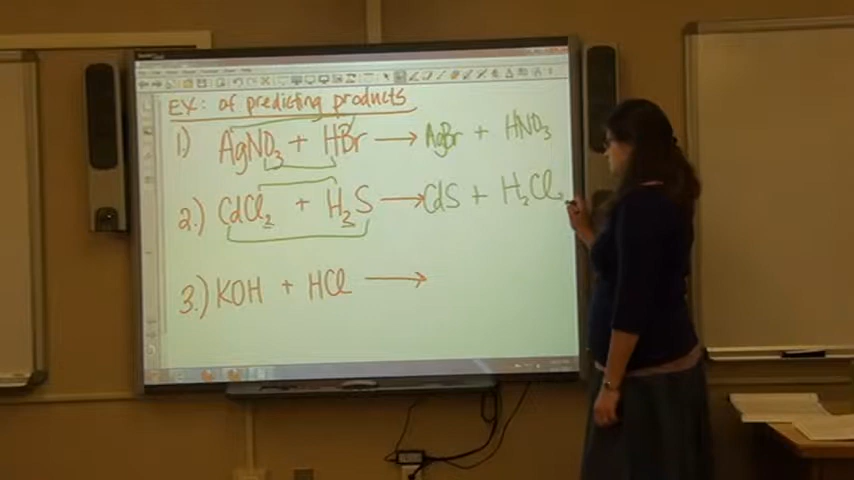 EX: of predicting products
1) AgNO₃ + HBr → AgBr + HNO₃
2.) CdCl₂ + H₂S → CdS + H₂Cl₂
3.) KOH + HCl →